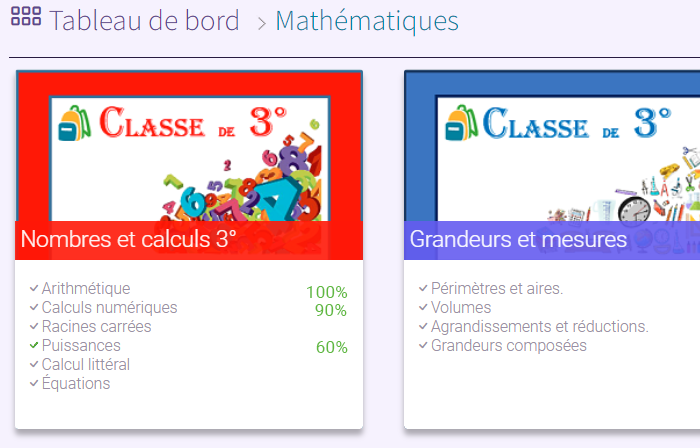 Tableau de bord > Mathématiques
CLASSE DE 3°
Nombres et calculs 3°
Arithmétique 100%
Calculs numériques 90%
Racines carrées
Puissances 60%
Calcul littéral
Équations
CLASSE DE 3°
Grandeurs et mesures
Périmètres et aires.
Volumes
Agrandissements et réductions.
Grandeurs composées